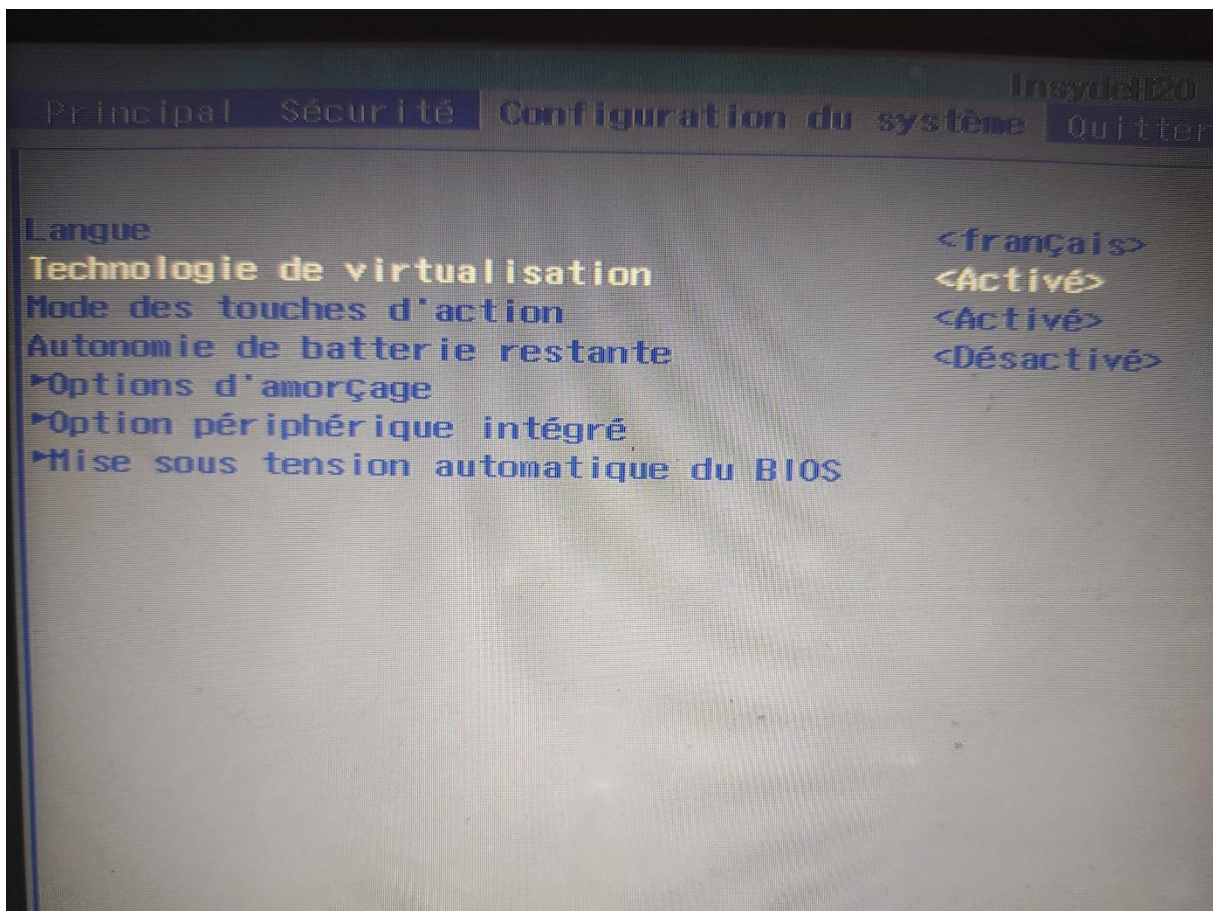 InsydeH20
Principal Sécurité Configuration du système Quitter
Langue <français>
Technologie de virtualisation <Activé>
Mode des touches d'action <Activé>
Autonomie de batterie restante <Désactivé>
►Options d'amorçage
►Option périphérique intégré
►Mise sous tension automatique du BIOS